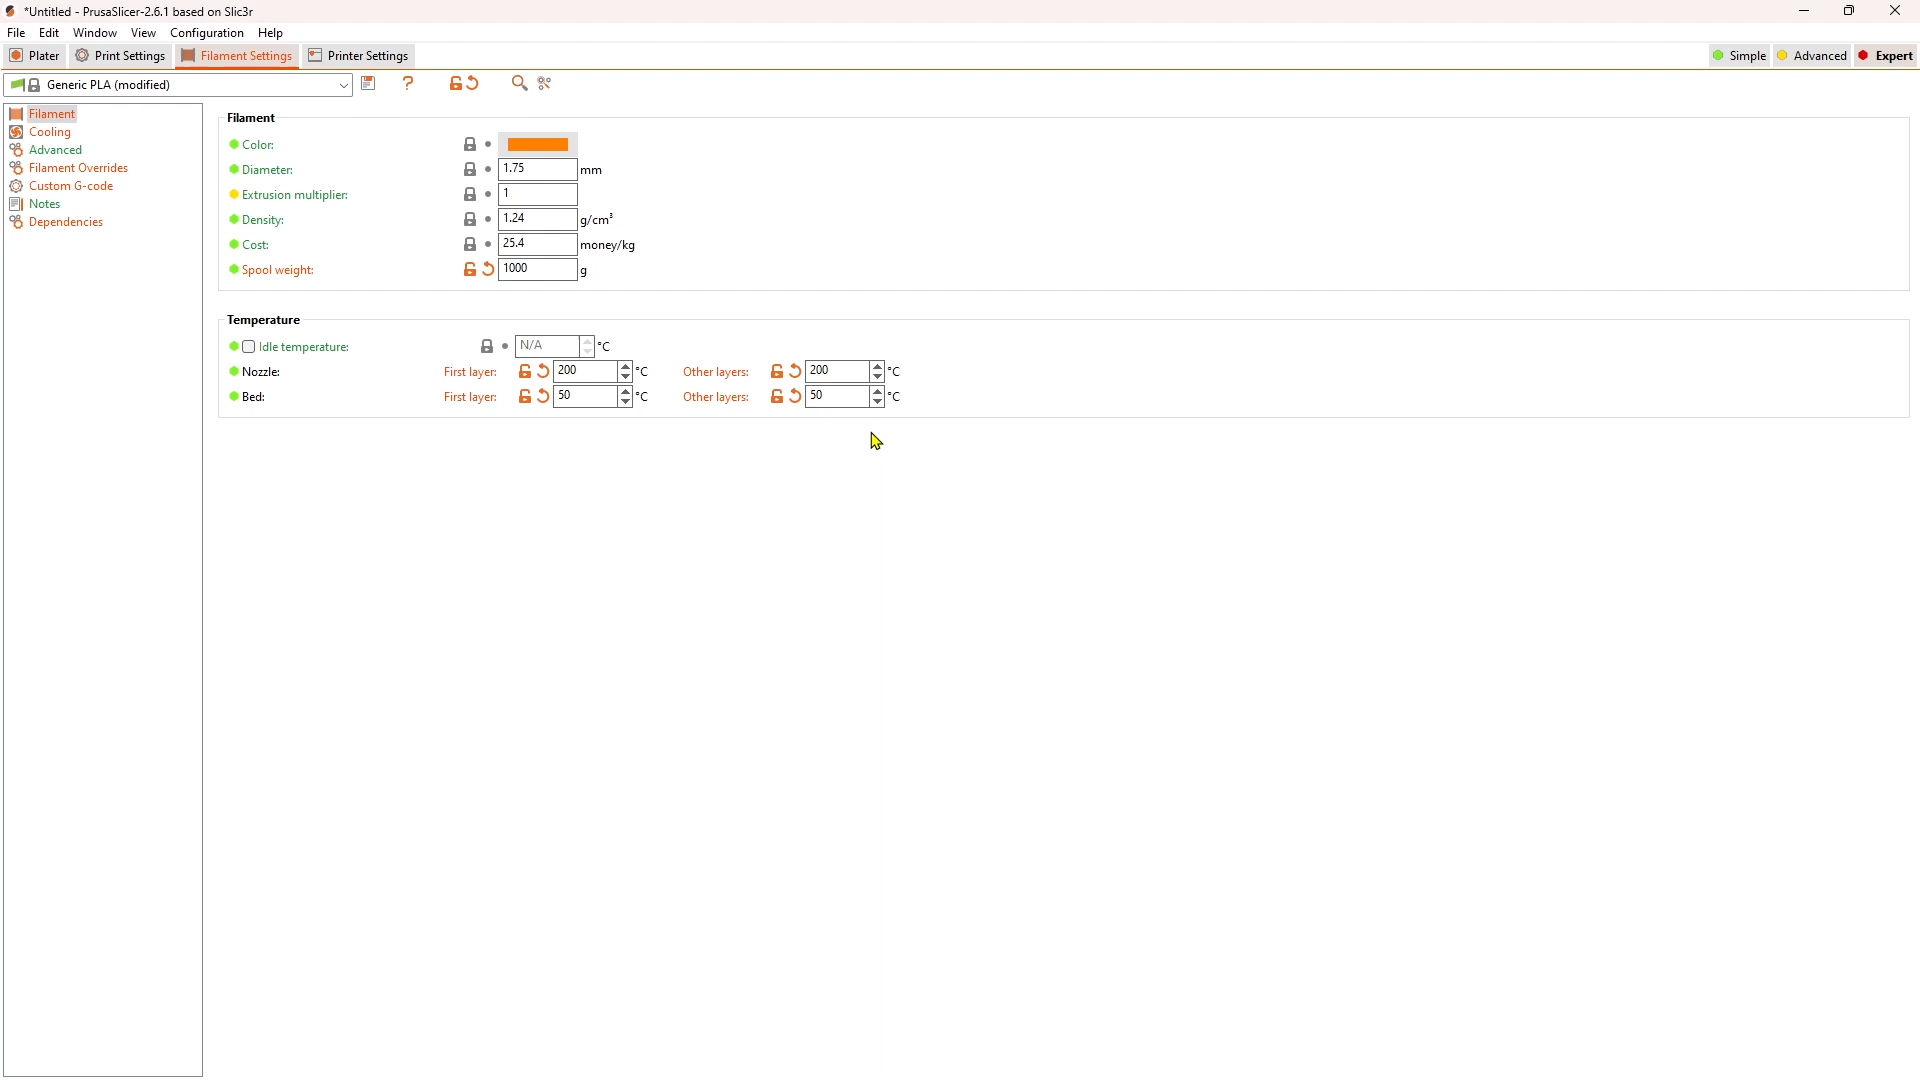 *Untitled - PrusaSlicer-2.6.1 based on Slic3r
File Edit Window View Configuration Help
Plater Print Settings Filament Settings Printer Settings Simple Advanced Expert
Generic PLA (modified) ?
Filament
Cooling
Advanced
Filament Overrides
Custom G-code
Notes
Dependencies
Filament
Color:
Diameter: 1.75 mm
Extrusion multiplier: 1
Density: 1.24 g/cm³
Cost: 25.4 money/kg
Spool weight: 1000 g
Temperature
Idle temperature: N/A °C
Nozzle: First layer: 200 °C Other layers: 200 °C
Bed: First layer: 50 °C Other layers: 50 °C